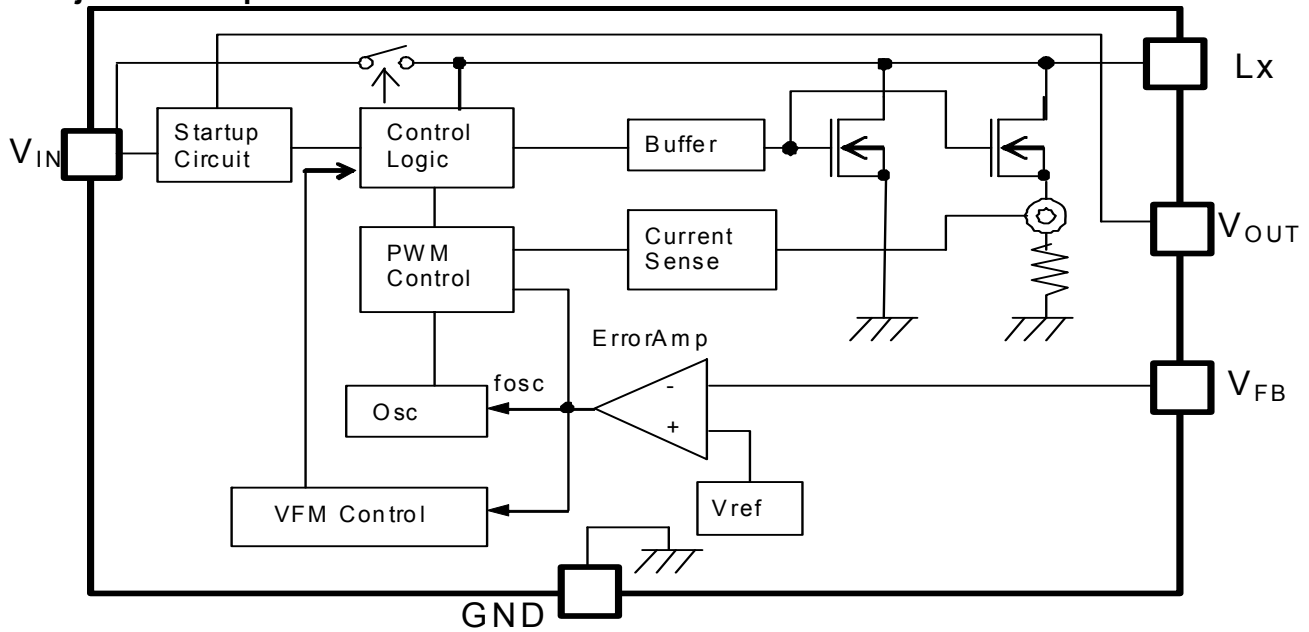 Lx
Startup
Circuit
Control
Logic
Buffer
VIN
PWM
Control
Current
Sense
VOUT
ErrorAmp
fosc
-
+
Osc
VFB
VFM Control
Vref
GND